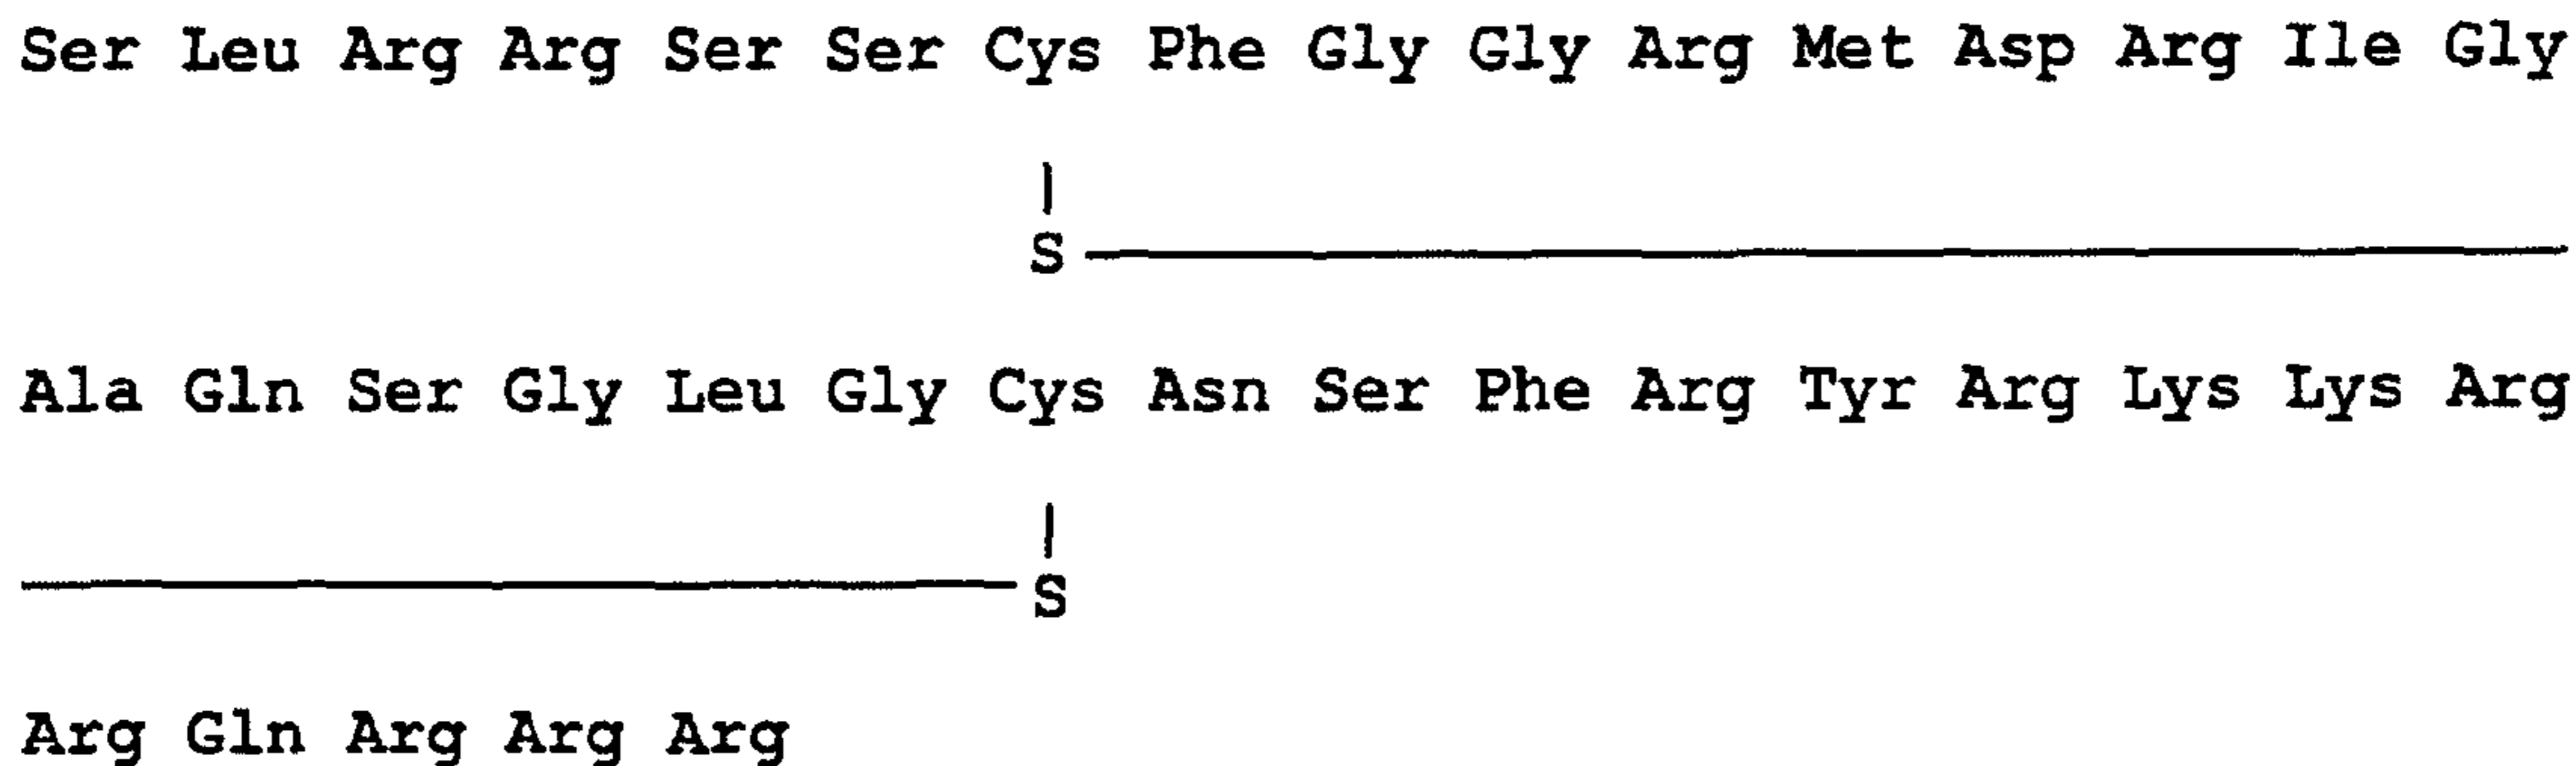 Ser Leu Arg Arg Ser Ser Cys Phe Gly Gly Arg Met Asp Arg Ile Gly
S
Ala Gln Ser Gly Leu Gly Cys Asn Ser Phe Arg Tyr Arg Lys Lys Arg
S
Arg Gln Arg Arg Arg